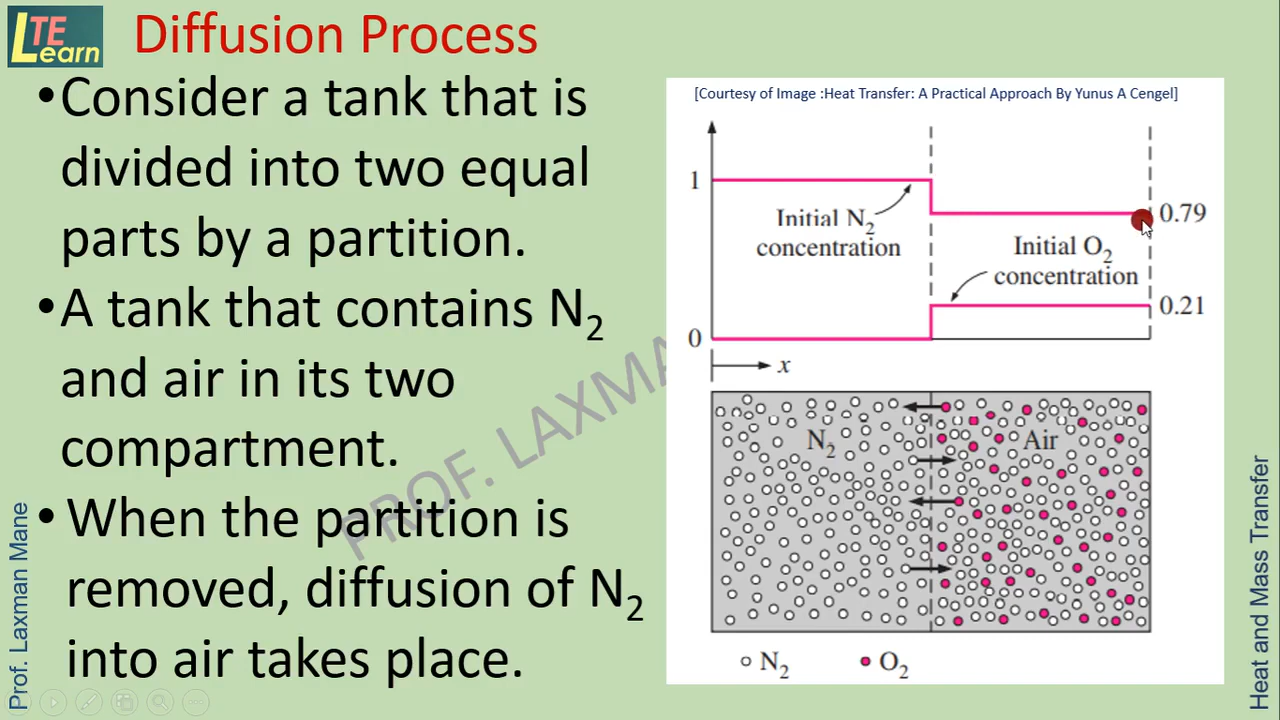 LTE Learn
Diffusion Process
•Consider a tank that is
divided into two equal
parts by a partition.
•A tank that contains N₂
and air in its two
compartment.
•When the partition is
removed, diffusion of N₂
into air takes place.
[Courtesy of Image :Heat Transfer: A Practical Approach By Yunus A Cengel]
1
Initial N₂
concentration
0.79
Initial O₂
concentration
0.21
0
x
N₂
Air
N₂
O₂
PROF. LAXMA
Prof. Laxman Mane
Heat and Mass Transfer